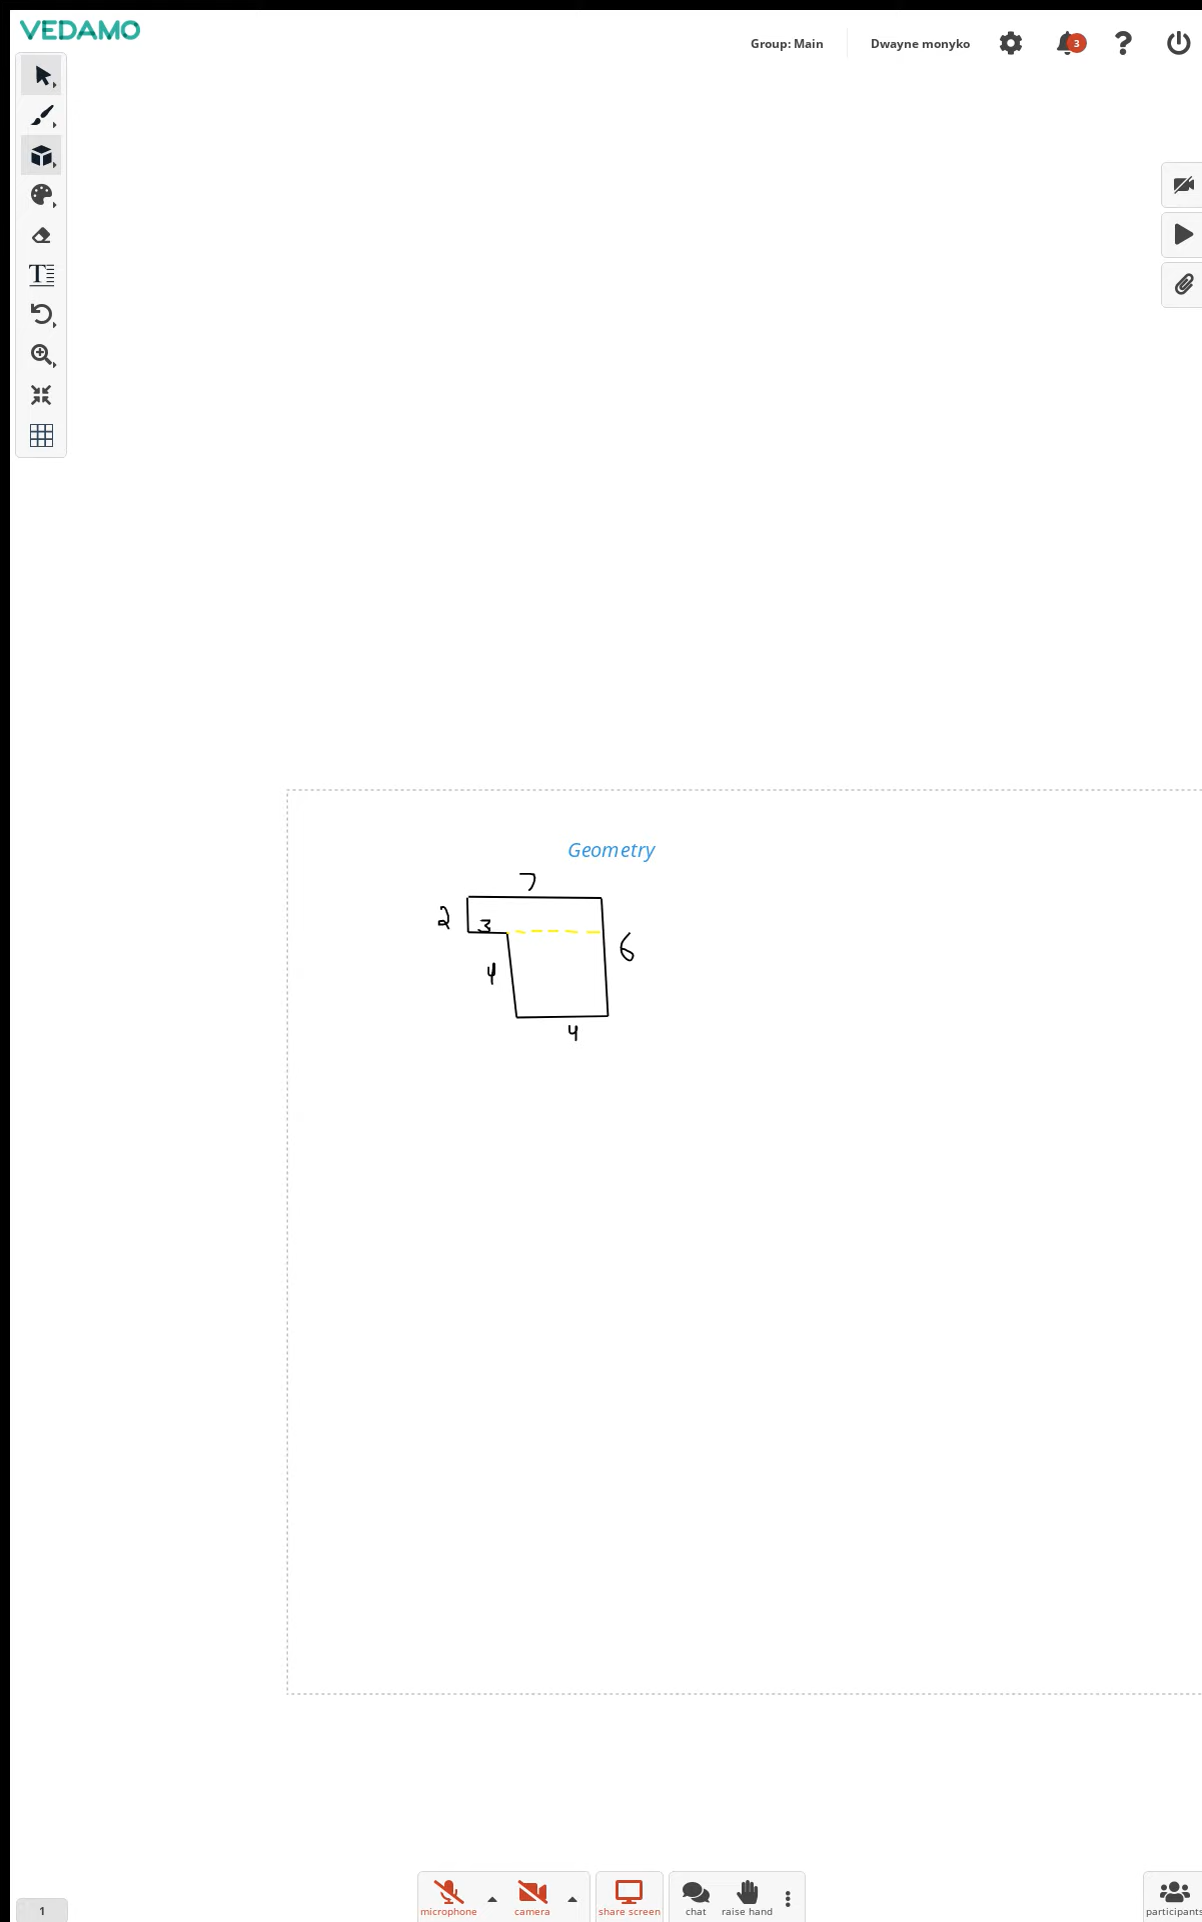 VEDAMO
Group: Main
Dwayne monyko
3
Geometry
7
2
3
6
4
4
1
microphone
camera
share screen
chat
raise hand
participants